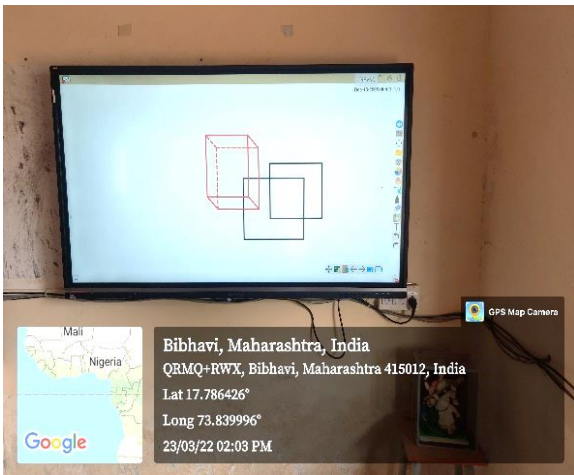 GPS Map Camera
Mali
Nigeria
Google
Bibhavi, Maharashtra, India
QRMQ+RWX, Bibhavi, Maharashtra 415012, India
Lat 17.786426°
Long 73.839996°
23/03/22 02:03 PM